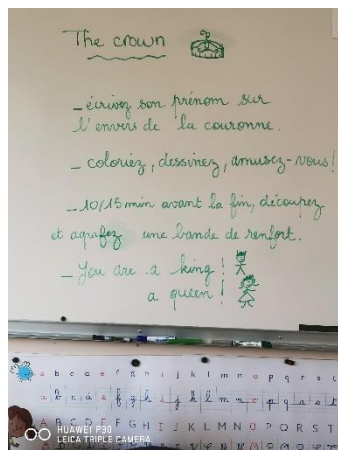 The crown
- écrivez son prénom sur
l'envers de la couronne.
- coloriez, dessinez, amusez-vous!
- 10/15 min avant la fin, découpez
et agrafez une bande de renfort.
- You are a king!
a queen!
a b c d e f g h i j k l m n o p q r s t
a b c d e f g h i j k l m n o p q r s t
A B C D E F G H I J K L M N O P Q R S T
HUAWEI P30
LEICA TRIPLE CAMERA